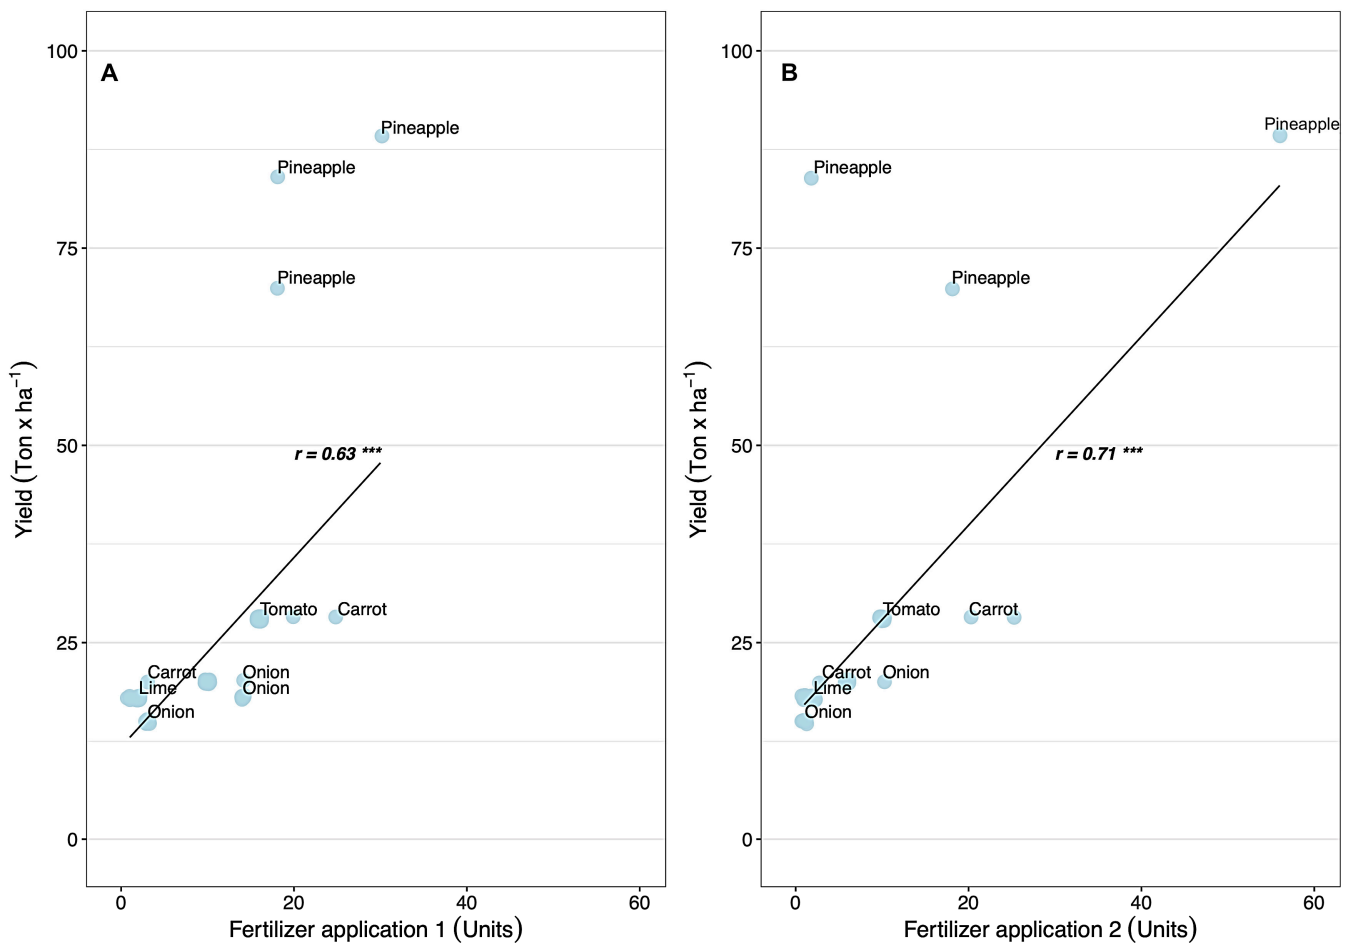 A
100
75
50
25
0
Yield (Ton x ha⁻¹)
Pineapple
Pineapple
Pineapple
r = 0.63 ***
Tomato
Carrot
Carrot
Onion
Lime
Onion
Onion
0 20 40 60
Fertilizer application 1 (Units)
B
100
75
50
25
0
Yield (Ton x ha⁻¹)
Pineapple
Pineapple
Pineapple
r = 0.71 ***
Tomato
Carrot
Carrot
Onion
Lime
Onion
0 20 40 60
Fertilizer application 2 (Units)